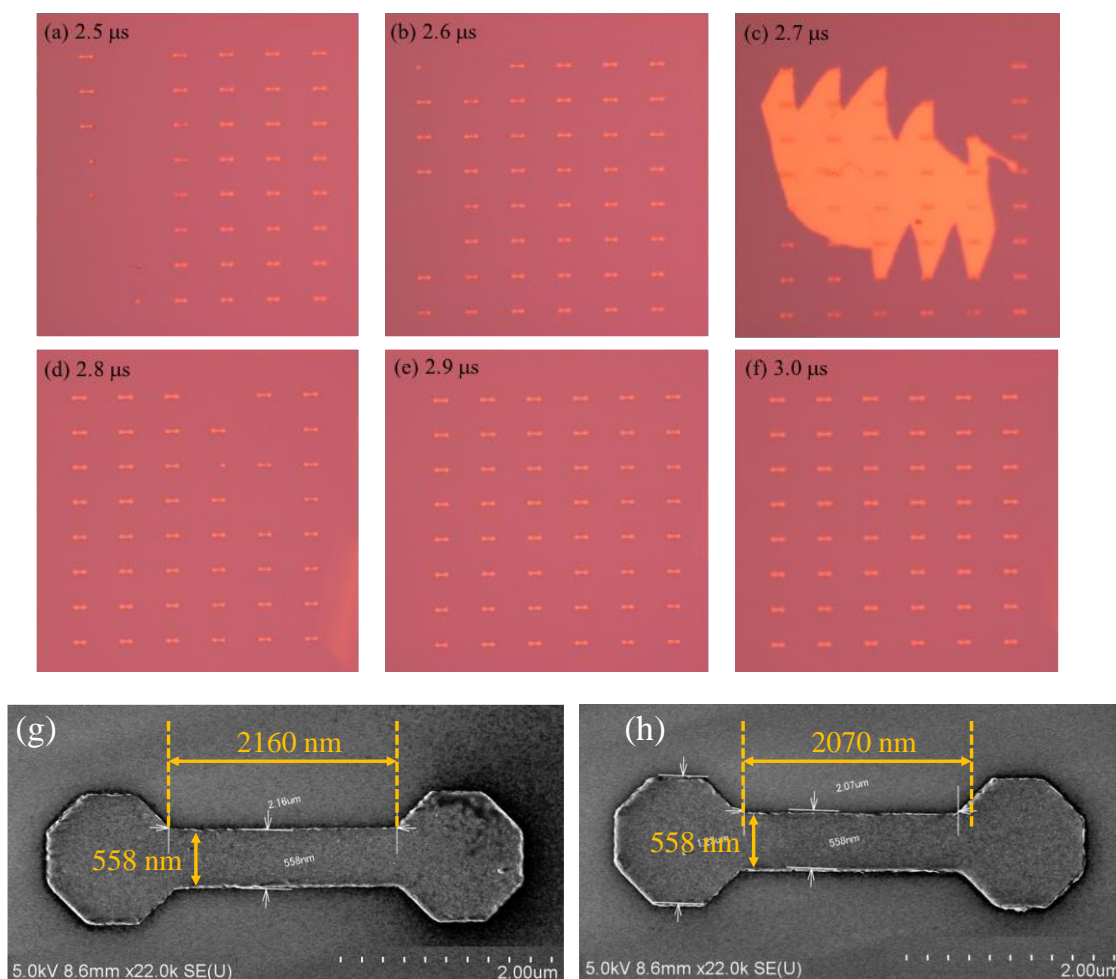 (a) 2.5 μs
(b) 2.6 μs
(c) 2.7 μs
(d) 2.8 μs
(e) 2.9 μs
(f) 3.0 μs
(g)
2160 nm
2.16um
558 nm
558nm
5.0kV 8.6mm x22.0k SE(U)
2.00um
(h)
2070 nm
2.07um
558 nm
558nm
5.0kV 8.6mm x22.0k SE(U)
2.00um